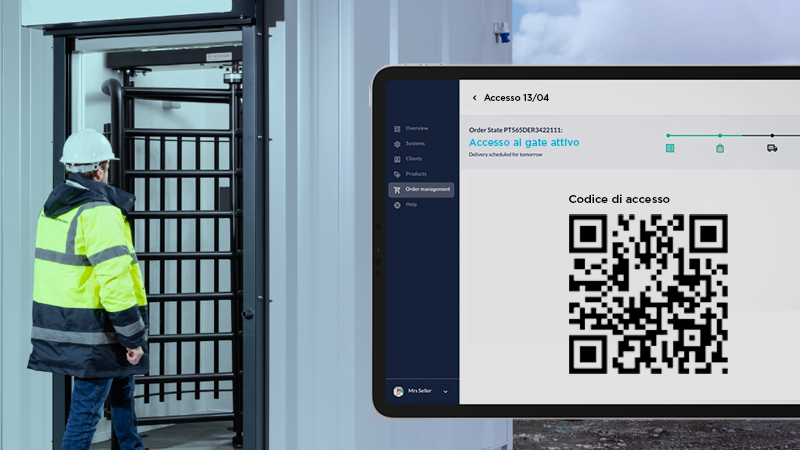 Accesso 13/04
Order State PT565DER3422111:
Accesso al gate attivo
Delivery scheduled for tomorrow
Overview
Systems
Clients
Products
Order management
Help
Codice di accesso
Mrs Seller